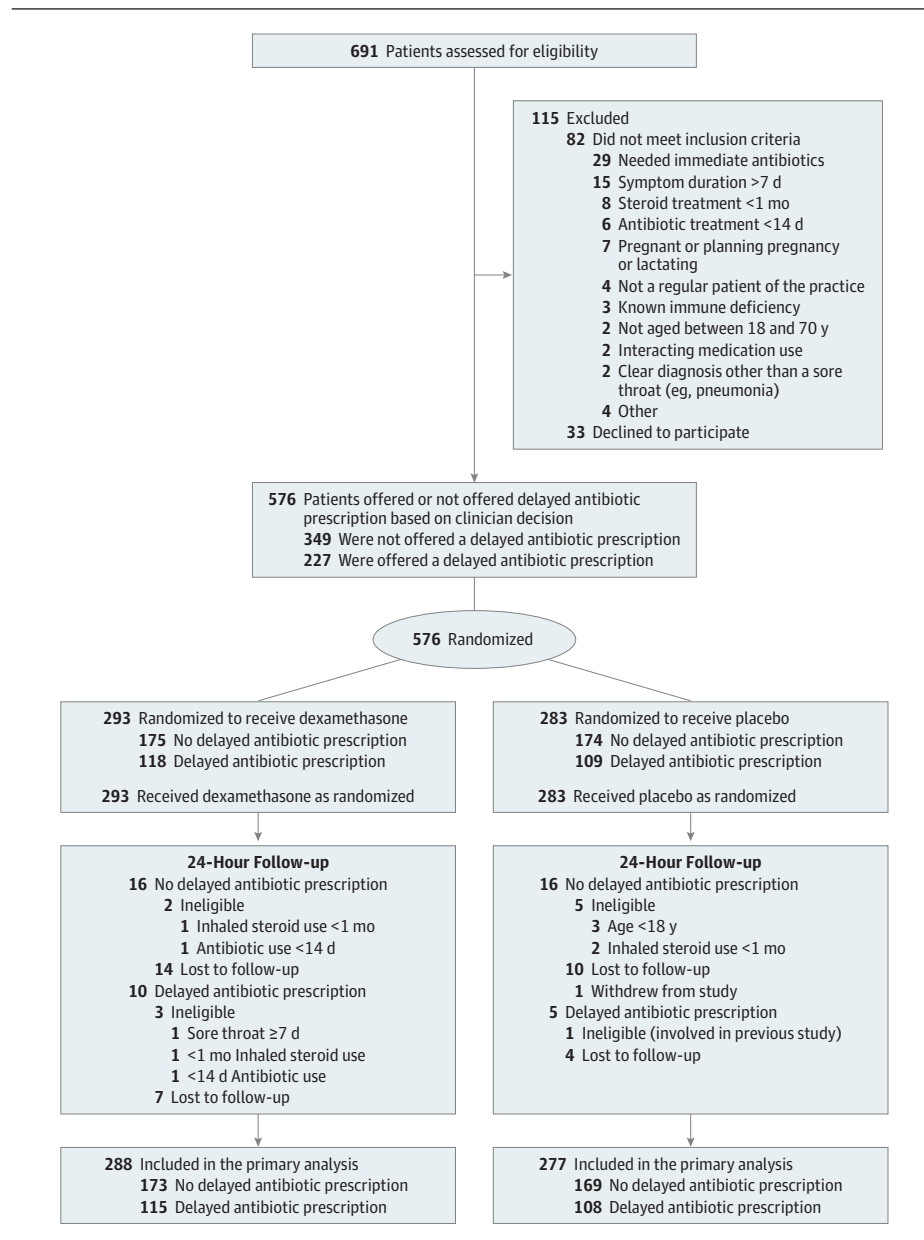 691 Patients assessed for eligibility
115 Excluded
82 Did not meet inclusion criteria
29 Needed immediate antibiotics
15 Symptom duration >7 d
8 Steroid treatment <1 mo
6 Antibiotic treatment <14 d
7 Pregnant or planning pregnancy
or lactating
4 Not a regular patient of the practice
3 Known immune deficiency
2 Not aged between 18 and 70 y
2 Interacting medication use
2 Clear diagnosis other than a sore
throat (eg, pneumonia)
4 Other
33 Declined to participate
576 Patients offered or not offered delayed antibiotic
prescription based on clinician decision
349 Were not offered a delayed antibiotic prescription
227 Were offered a delayed antibiotic prescription
576 Randomized
293 Randomized to receive dexamethasone
175 No delayed antibiotic prescription
118 Delayed antibiotic prescription
293 Received dexamethasone as randomized
283 Randomized to receive placebo
174 No delayed antibiotic prescription
109 Delayed antibiotic prescription
283 Received placebo as randomized
24-Hour Follow-up
16 No delayed antibiotic prescription
2 Ineligible
1 Inhaled steroid use <1 mo
1 Antibiotic use <14 d
14 Lost to follow-up
10 Delayed antibiotic prescription
3 Ineligible
1 Sore throat ≥7 d
1 <1 mo Inhaled steroid use
1 <14 d Antibiotic use
7 Lost to follow-up
24-Hour Follow-up
16 No delayed antibiotic prescription
5 Ineligible
3 Age <18 y
2 Inhaled steroid use <1 mo
10 Lost to follow-up
1 Withdrew from study
5 Delayed antibiotic prescription
1 Ineligible (involved in previous study)
4 Lost to follow-up
288 Included in the primary analysis
173 No delayed antibiotic prescription
115 Delayed antibiotic prescription
277 Included in the primary analysis
169 No delayed antibiotic prescription
108 Delayed antibiotic prescription